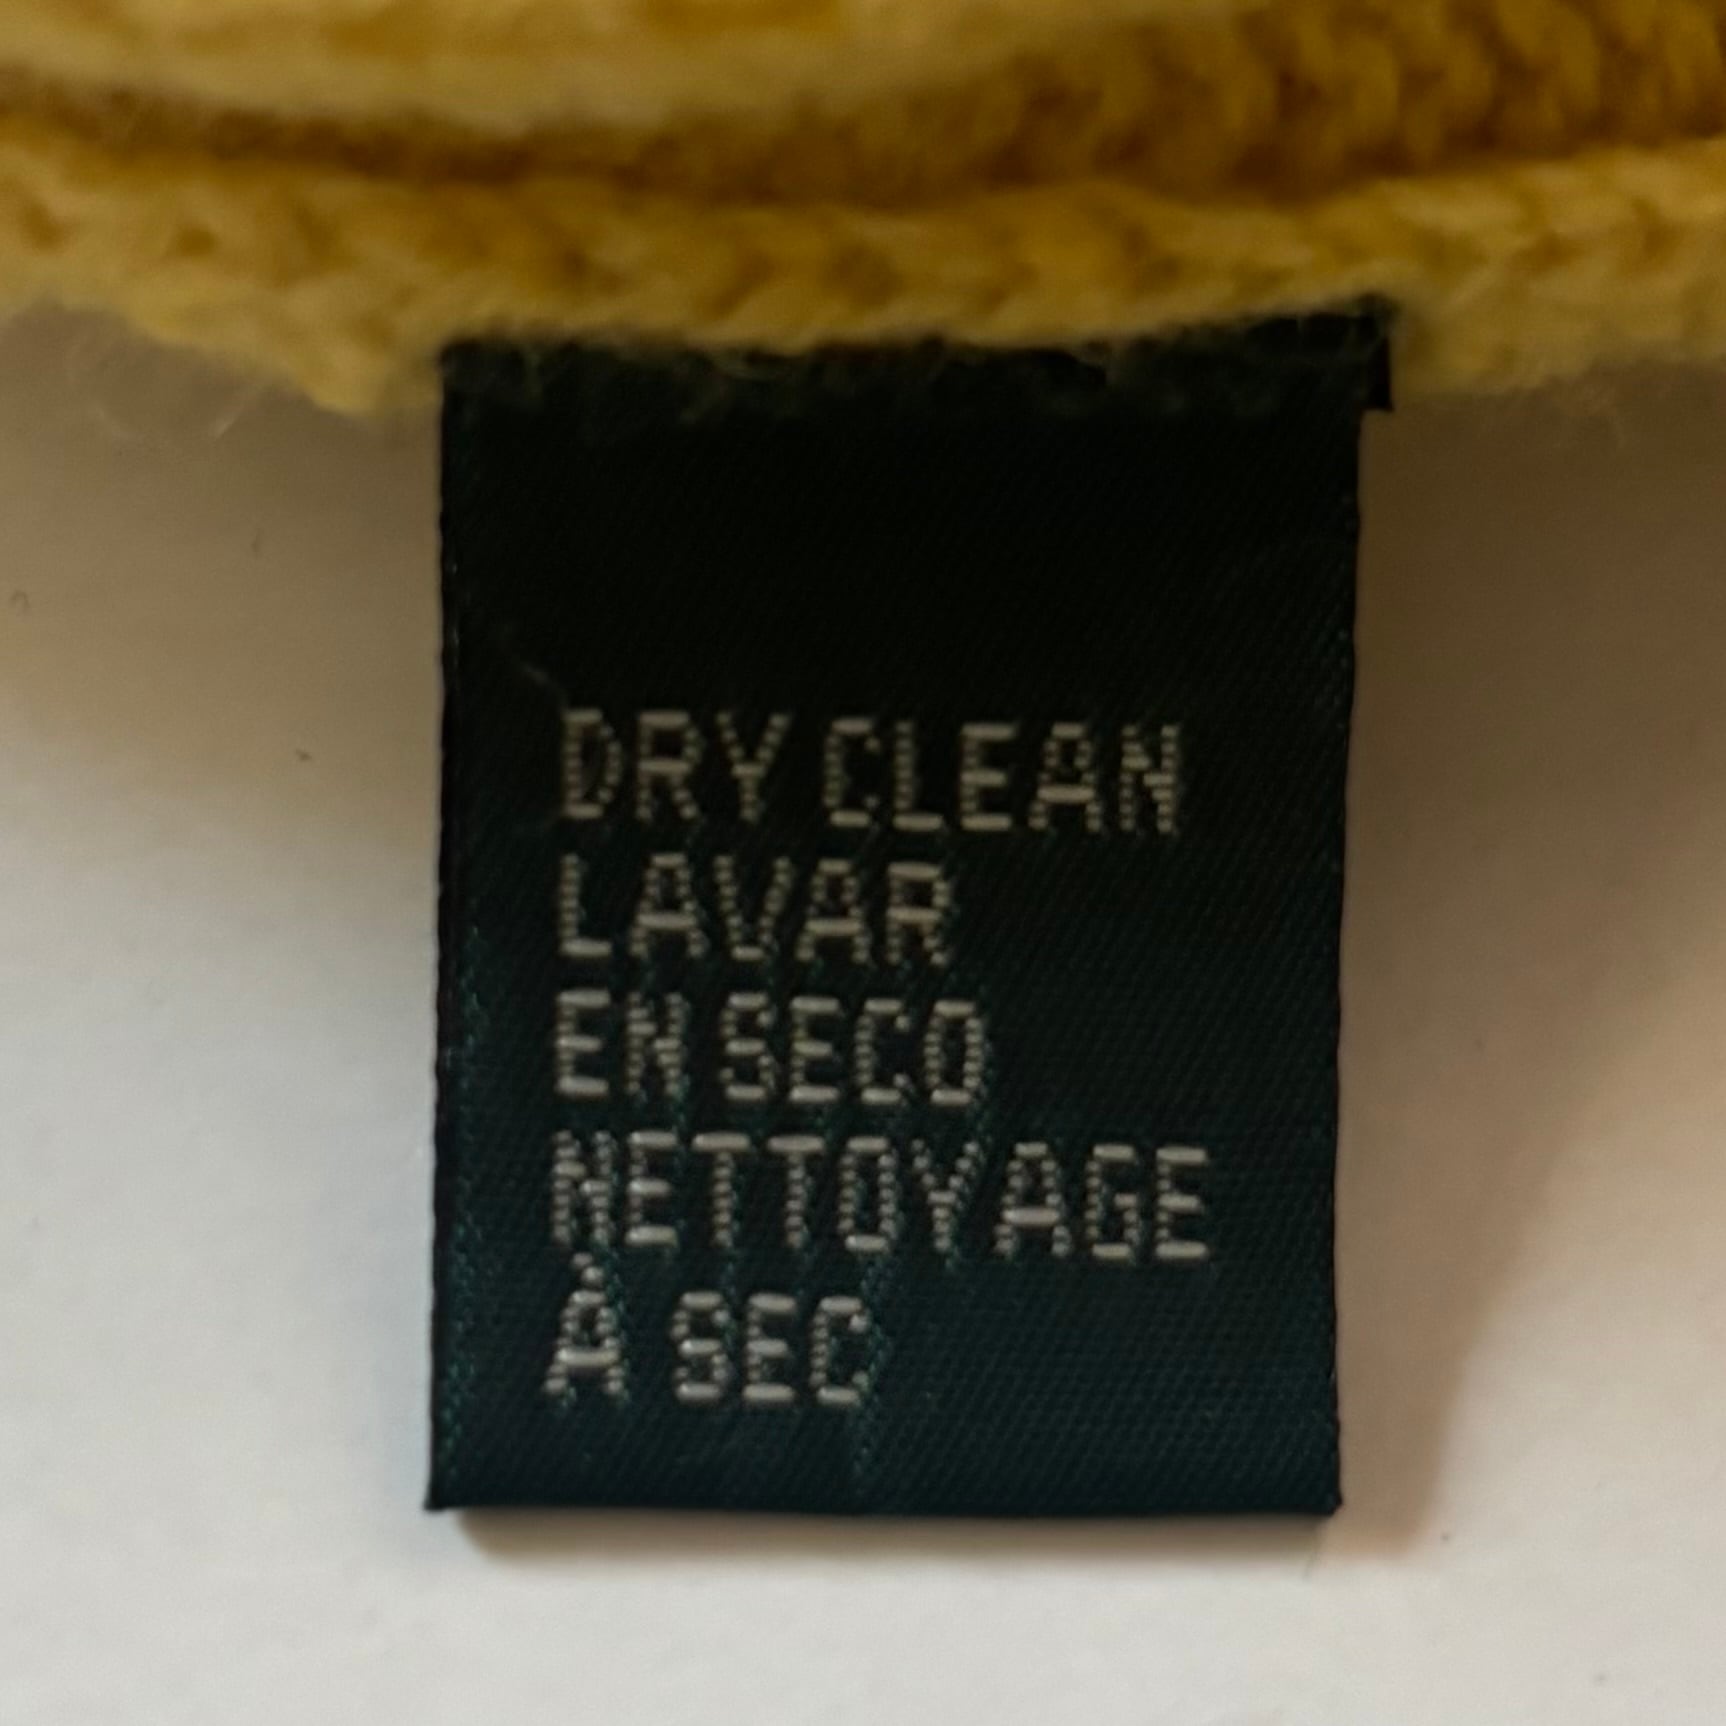 DRY CLEAN
LAVAR
EN SECO
NETTOYAGE
À SEC